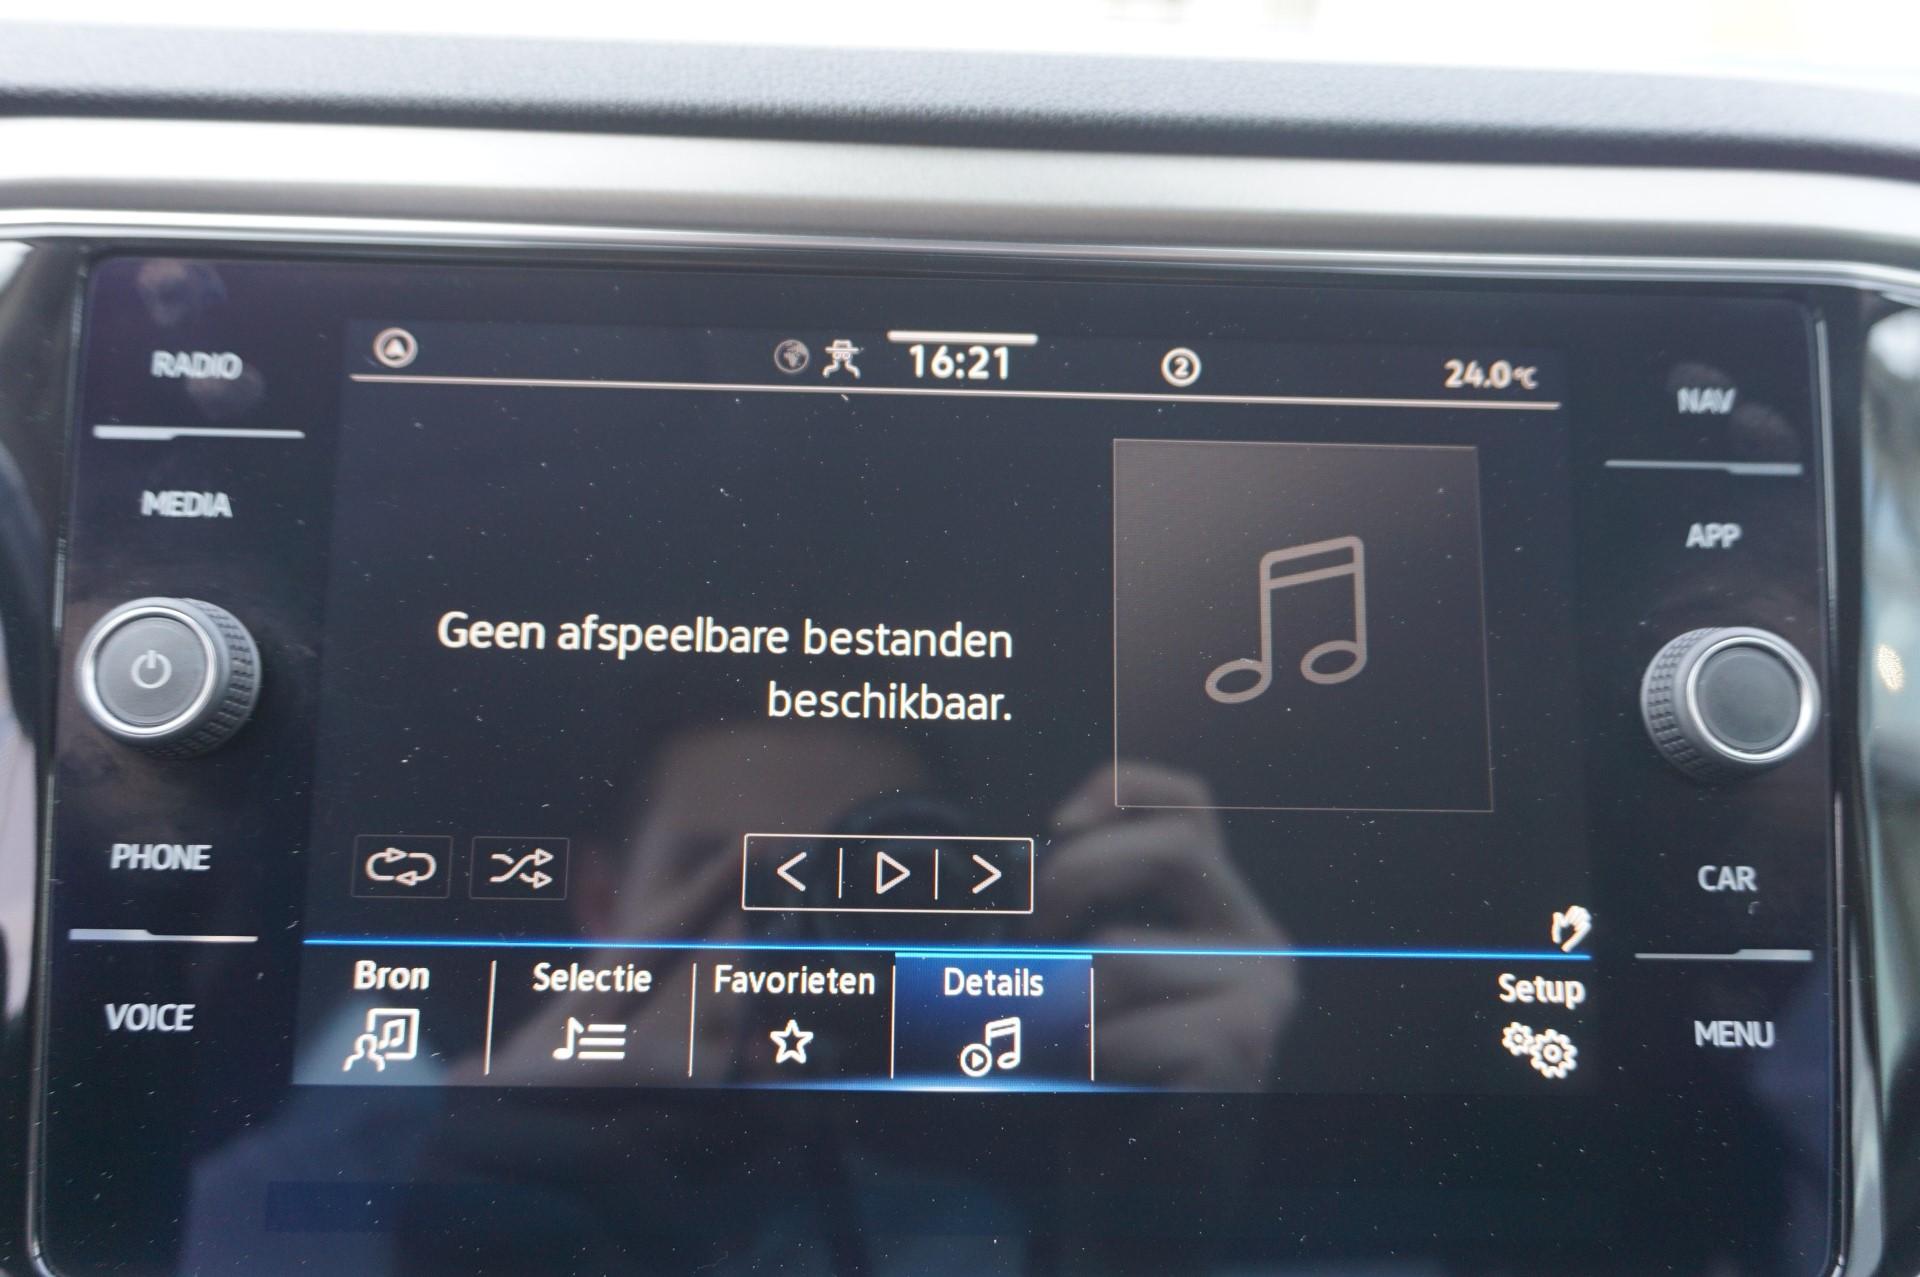 RADIO
MEDIA
PHONE
VOICE
16:21
2
24.0°C
Geen afspeelbare bestanden
beschikbaar.
Bron
Selectie
Favorieten
Details
Setup
NAV
APP
CAR
MENU